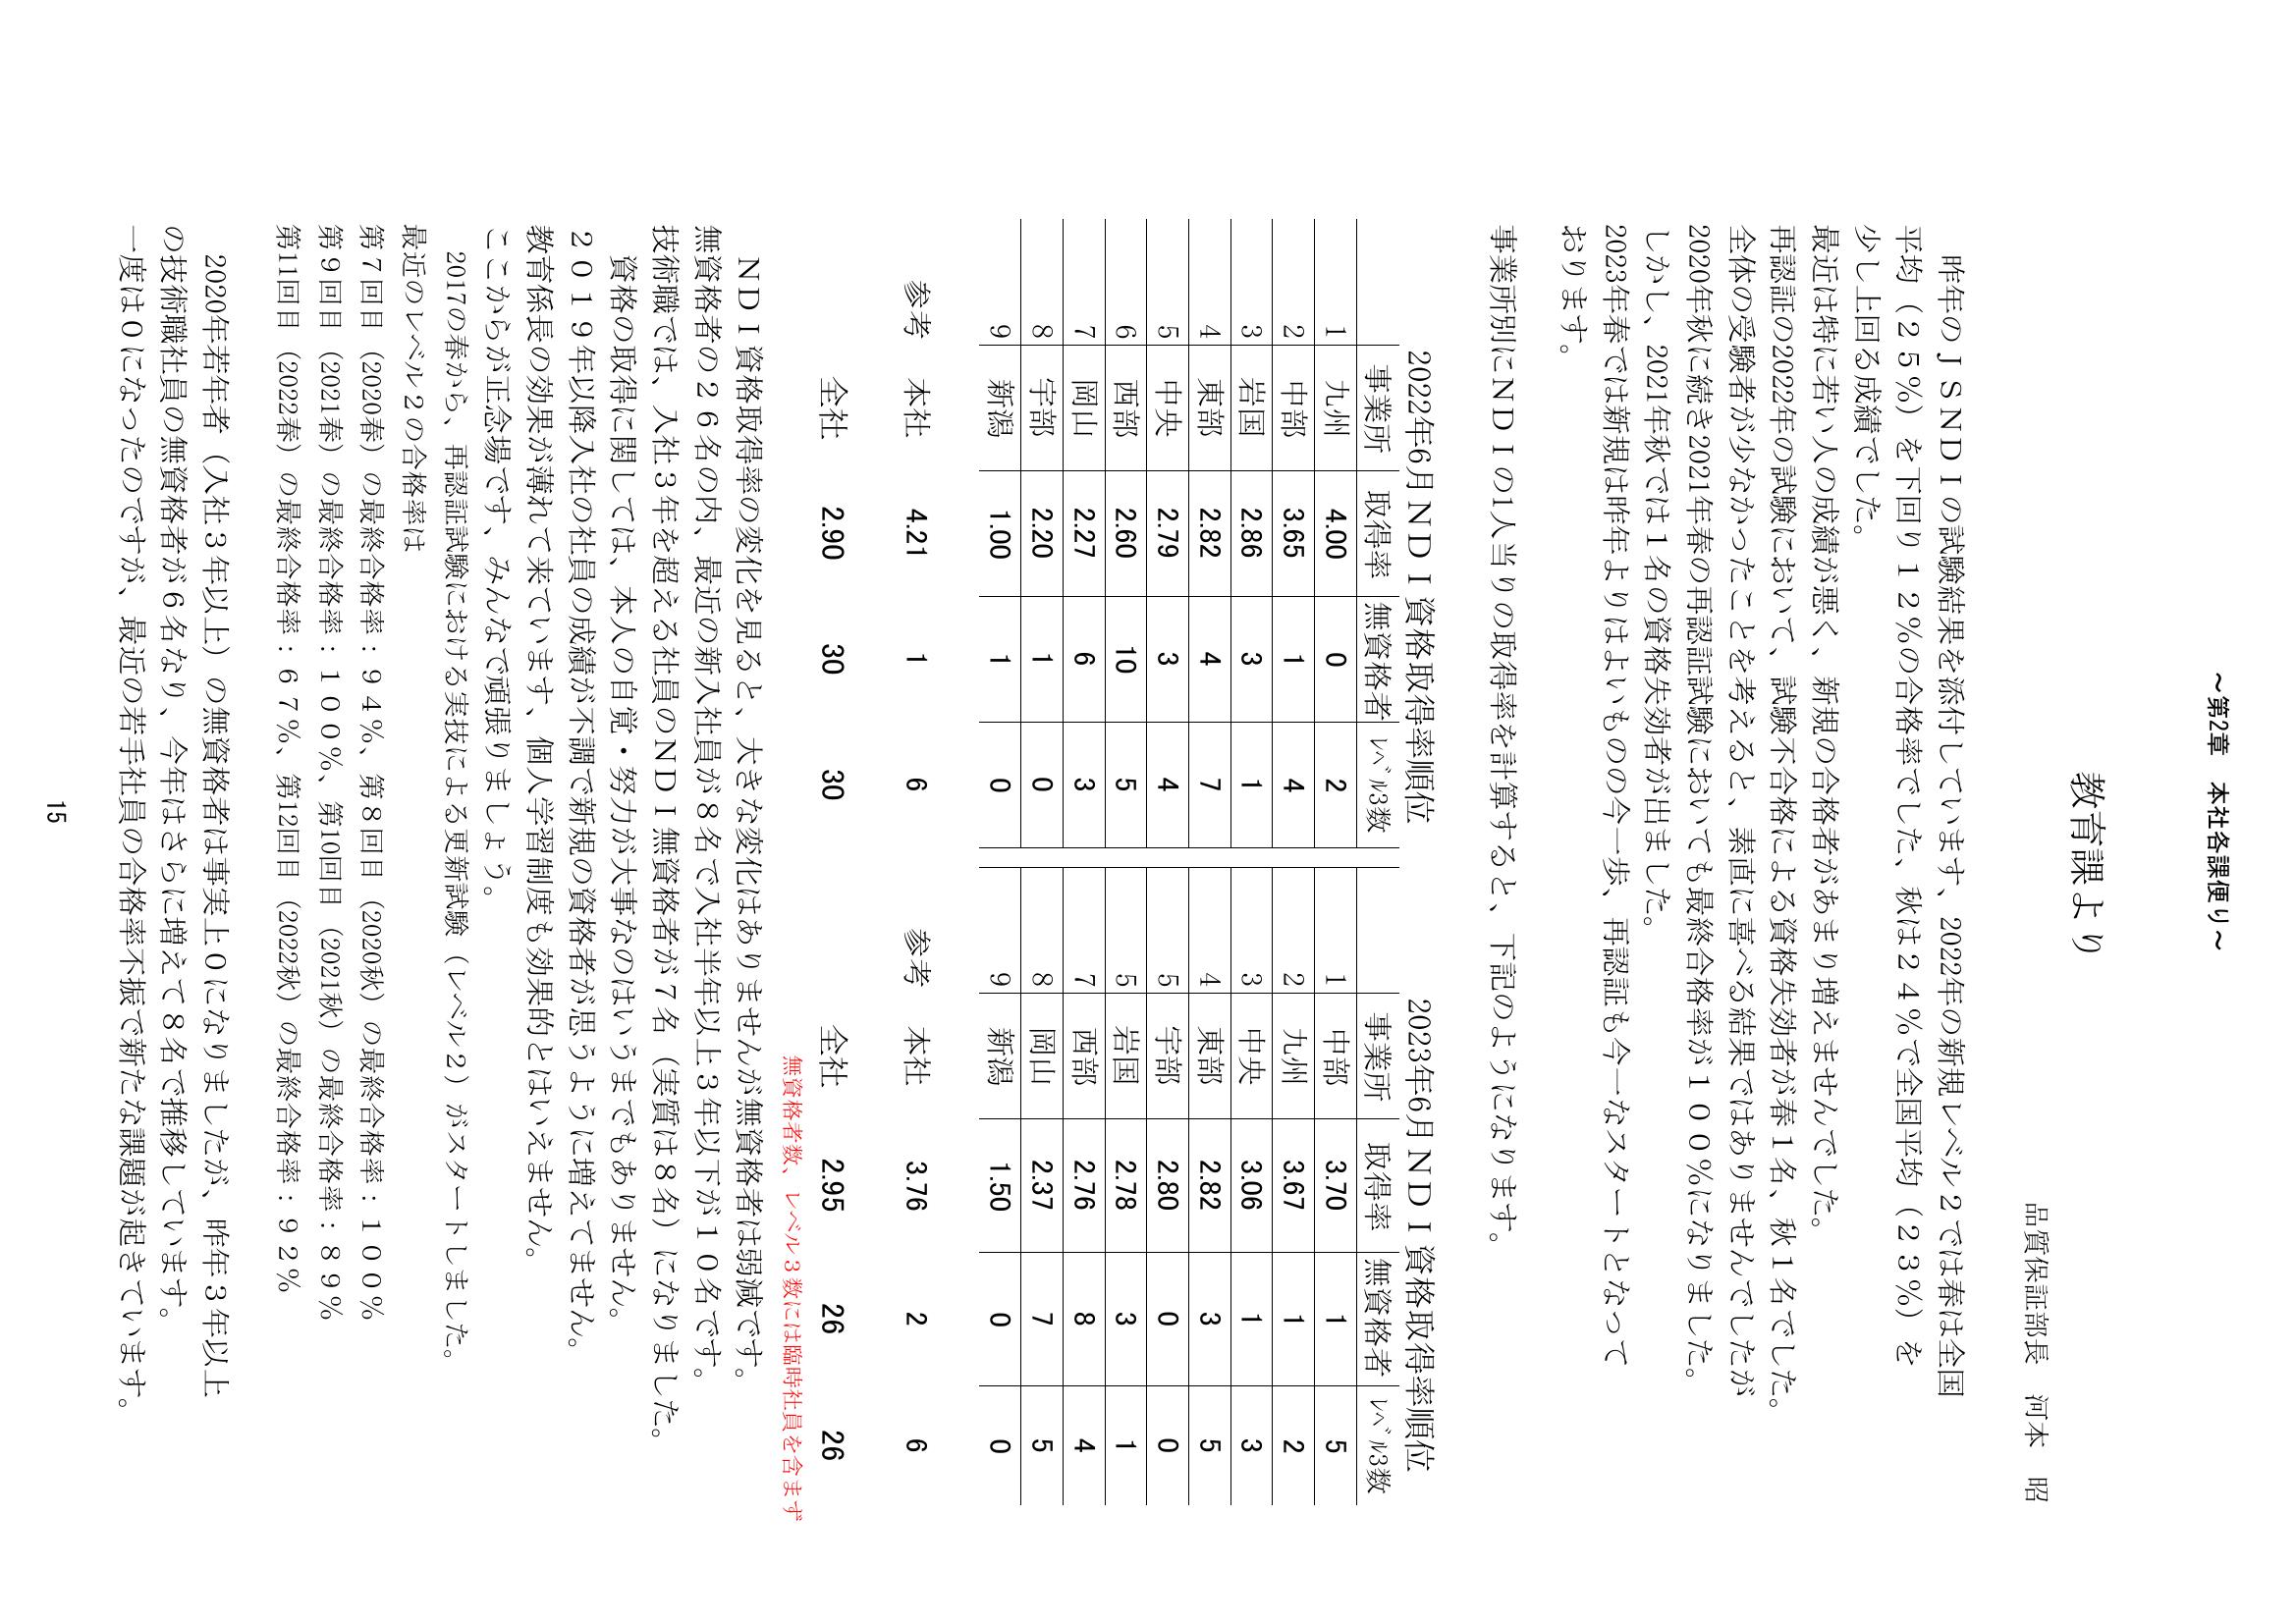 ～第2章　本社各課便り～
教育課より
品質保証部長　河本　昭
昨年のＪＳＮＤＩの試験結果を添付しています、2022年の新規レベル２では春は全国
平均（２５％）を下回り１２％の合格率でした、秋は２４％で全国平均（２３％）を
少し上回る成績でした。
最近は特に若い人の成績が悪く、新規の合格者があまり増えませんでした。
再認証の2022年の試験において、試験不合格による資格失効者が春１名、秋１名でした。
全体の受験者が少なかったことを考えると、素直に喜べる結果ではありませんでしたが
2020年秋に続き2021年春の再認証試験においても最終合格率が１００％になりました。
しかし、2021年秋では１名の資格失効者が出ました。
2023年春では新規は昨年よりはよいものの今一歩、再認証も今一なスタートとなって
おります。
事業所別にＮＤＩの1人当りの取得率を計算すると、下記のようになります。
2022年6月ＮＤＩ資格取得率順位
事業所　取得率　無資格者　ﾚﾍﾞﾙ3数
1　九州　4.00　0　2
2　中部　3.65　1　4
3　岩国　2.86　3　1
4　東部　2.82　4　7
5　中央　2.79　3　4
6　西部　2.60　10　5
7　岡山　2.27　6　3
8　宇部　2.20　1　0
9　新潟　1.00　1　0
参考　本社　4.21　1　6
全社　2.90　30　30
2023年6月ＮＤＩ資格取得率順位
事業所　取得率　無資格者　ﾚﾍﾞﾙ3数
1　中部　3.70　1　5
2　九州　3.67　1　2
3　中央　3.06　1　3
4　東部　2.82　3　5
5　宇部　2.80　0　0
5　岩国　2.78　3　1
7　西部　2.76　8　4
8　岡山　2.37　7　5
9　新潟　1.50　0　0
参考　本社　3.76　2　6
全社　2.95　26　26
無資格者数、レベル３数には臨時社員を含まず
ＮＤＩ資格取得率の変化を見ると、大きな変化はありませんが無資格者は弱減です。
無資格者の２６名の内、最近の新入社員が８名で入社半年以上３年以下が１０名です。
技術職では、入社３年を超える社員のＮＤＩ無資格者が７名（実質は８名）になりました。
資格の取得に関しては、本人の自覚・努力が大事なのはいうまでもありません。
２０１９年以降入社の社員の成績が不調で新規の資格者が思うように増えてません。
教育係長の効果が薄れて来ています、個人学習制度も効果的とはいえません。
ここからが正念場です、みんなで頑張りましょう。
2017の春から、再認証試験における実技による更新試験（レベル２）がスタートしました。
最近のレベル２の合格率は
第７回目（2020春）の最終合格率：９４％、第８回目（2020秋）の最終合格率：１００％
第９回目（2021春）の最終合格率：１００％、第10回目（2021秋）の最終合格率：８９％
第11回目（2022春）の最終合格率：６７％、第12回目（2022秋）の最終合格率：９２％
2020年若年者（入社３年以上）の無資格者は事実上０になりましたが、昨年３年以上
の技術職社員の無資格者が６名なり、今年はさらに増えて８名で推移しています。
一度は０になったのですが、最近の若手社員の合格率不振で新たな課題が起きています。
15